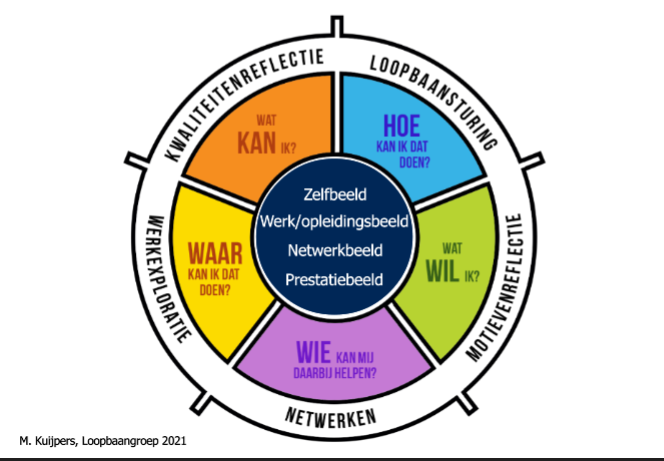 KWALITEITENREFLECTIE
LOOPBAANSTURING
WAT
KAN IK?
HOE
KAN IK DAT
DOEN?
Zelfbeeld
Werk/opleidingsbeeld
Netwerkbeeld
Prestatiebeeld
WERKEXPLORATIE
WAAR
KAN IK DAT
DOEN?
WAT
WIL IK?
MOTIEVENREFLECTIE
WIE KAN MIJ
DAARBIJ HELPEN?
NETWERKEN
M. Kuijpers, Loopbaangroep 2021